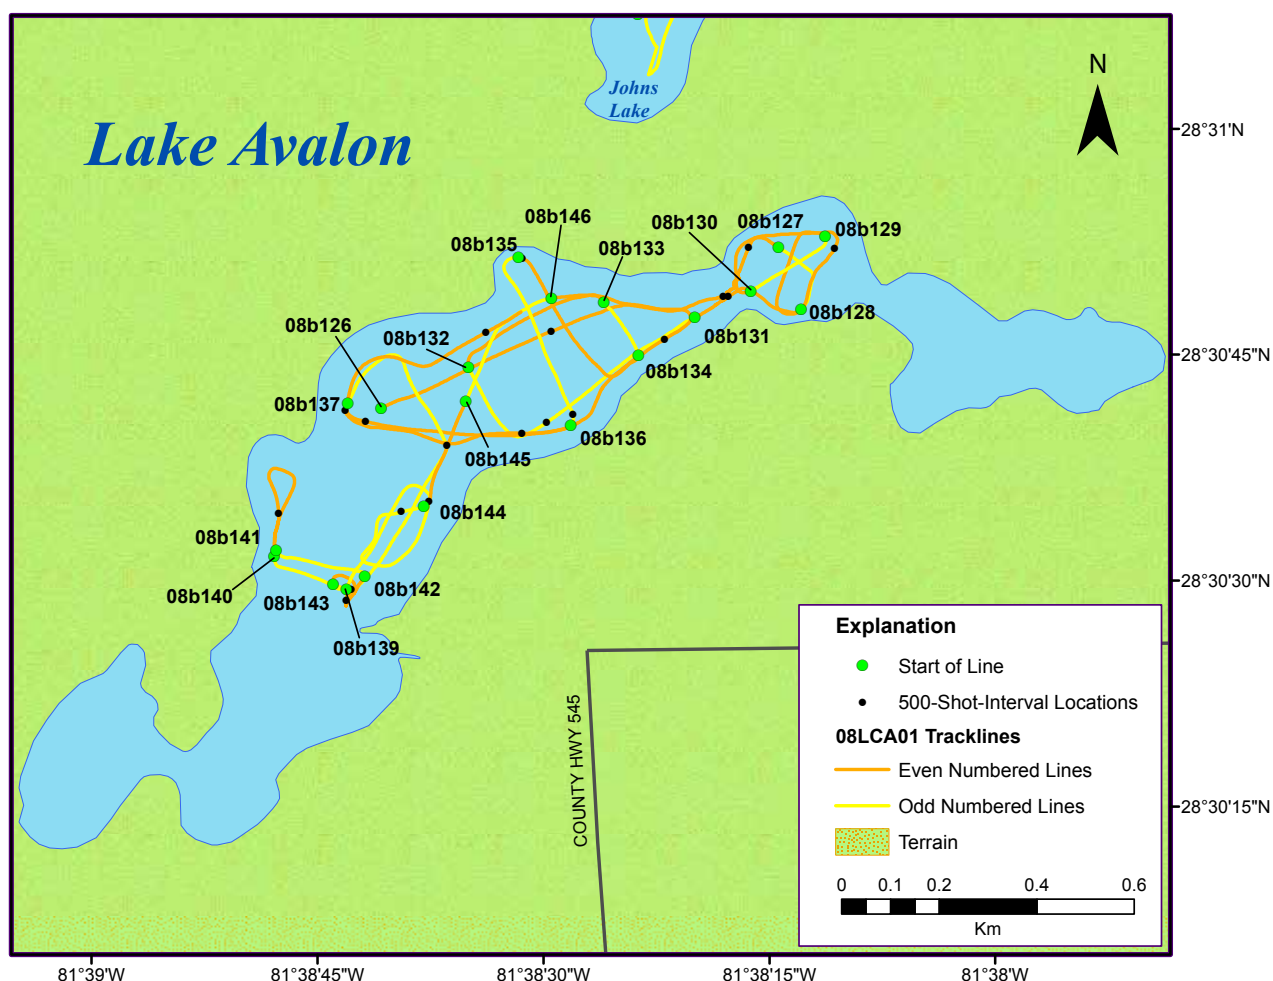 Johns
Lake
N
28°31'N
Lake Avalon
08b146
08b130
08b127
08b129
08b135
08b133
08b128
08b126
08b132
08b131
28°30'45"N
08b134
08b137
08b136
08b145
08b144
08b141
28°30'30"N
08b140
08b143
08b142
08b139
COUNTY HWY 545
Explanation
Start of Line
500-Shot-Interval Locations
08LCA01 Tracklines
Even Numbered Lines
Odd Numbered Lines
28°30'15"N
Terrain
0 0.1 0.2 0.4 0.6
Km
81°39'W 81°38'45"W 81°38'30"W 81°38'15"W 81°38'W